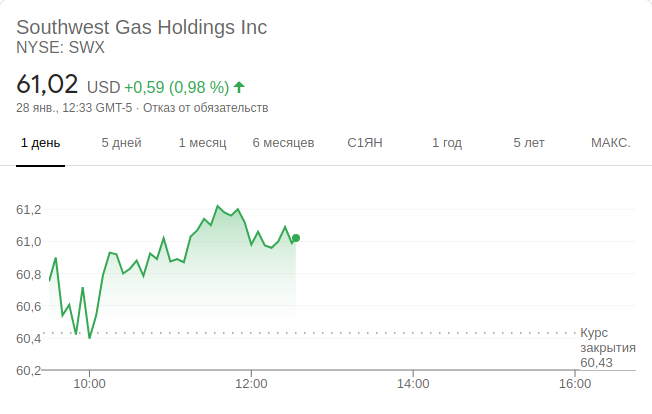 Southwest Gas Holdings Inc
NYSE: SWX
61,02 USD +0,59 (0,98 %)
28 янв., 12:33 GMT-5 · Отказ от обязательств
1 день 5 дней 1 месяц 6 месяцев С1ЯН 1 год 5 лет МАКС.
61,2
61,0
60,8
60,6
60,4
60,2
Курс
закрытия
60,43
10:00 12:00 14:00 16:00